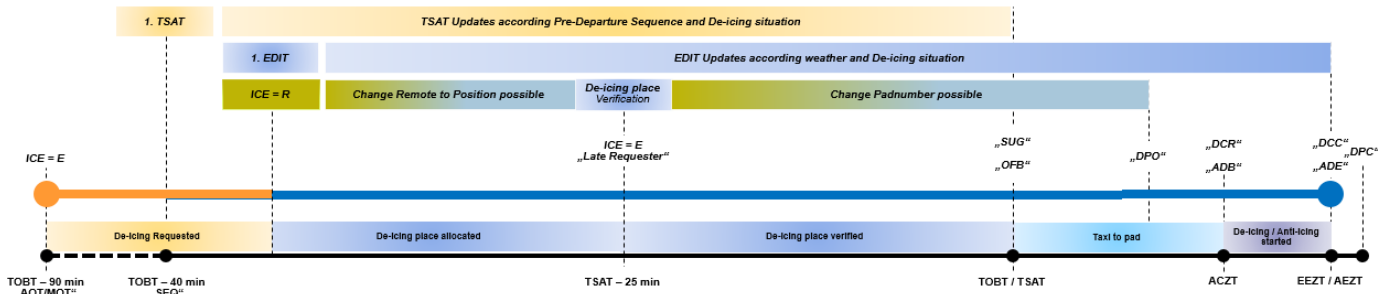 1. TSAT
TSAT Updates according Pre-Departure Sequence and De-icing situation
1. EDIT
EDIT Updates according weather and De-icing situation
ICE = R
Change Remote to Position possible
De-icing place
Verification
Change Padnumber possible
ICE = E
ICE = E
„Late Requester“
„SUG“
„OFB“
„DPO“
„DCR“
„ADB“
„DCC“
„ADE“
„DPC“
De-icing Requested
De-icing place allocated
De-icing place verified
Taxi to pad
De-icing / Anti-icing
started
TOBT – 90 min
AOT/MOT“
TOBT – 40 min
SEQ“
TSAT – 25 min
TOBT / TSAT
ACZT
EEZT / AEZT